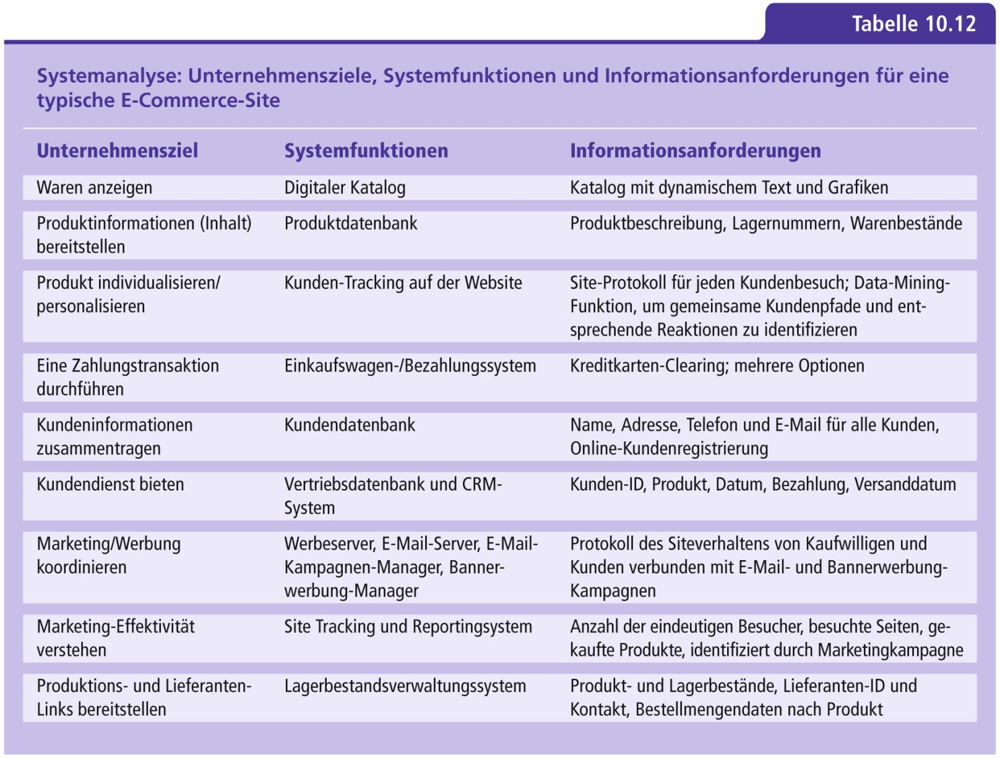 Tabelle 10.12
Systemanalyse: Unternehmensziele, Systemfunktionen und Informationsanforderungen für eine
typische E-Commerce-Site
Unternehmensziel Systemfunktionen Informationsanforderungen
Waren anzeigen Digitaler Katalog Katalog mit dynamischem Text und Grafiken
Produktinformationen (Inhalt) Produktdatenbank Produktbeschreibung, Lagernummern, Warenbestände
bereitstellen
Produkt individualisieren/ Kunden-Tracking auf der Website Site-Protokoll für jeden Kundenbesuch; Data-Mining-
personalisieren Funktion, um gemeinsame Kundenpfade und ent-
sprechende Reaktionen zu identifizieren
Eine Zahlungstransaktion Einkaufswagen-/Bezahlungssystem Kreditkarten-Clearing; mehrere Optionen
durchführen
Kundeninformationen Kundendatenbank Name, Adresse, Telefon und E-Mail für alle Kunden,
zusammentragen Online-Kundenregistrierung
Kundendienst bieten Vertriebsdatenbank und CRM- Kunden-ID, Produkt, Datum, Bezahlung, Versanddatum
System
Marketing/Werbung Werbeserver, E-Mail-Server, E-Mail- Protokoll des Siteverhaltens von Kaufwilligen und
koordinieren Kampagnen-Manager, Banner- Kunden verbunden mit E-Mail- und Bannerwerbung-
werbung-Manager Kampagnen
Marketing-Effektivität Site Tracking und Reportingsystem Anzahl der eindeutigen Besucher, besuchte Seiten, ge-
verstehen kaufte Produkte, identifiziert durch Marketingkampagne
Produktions- und Lieferanten- Lagerbestandsverwaltungssystem Produkt- und Lagerbestände, Lieferanten-ID und
Links bereitstellen Kontakt, Bestellmengendaten nach Produkt